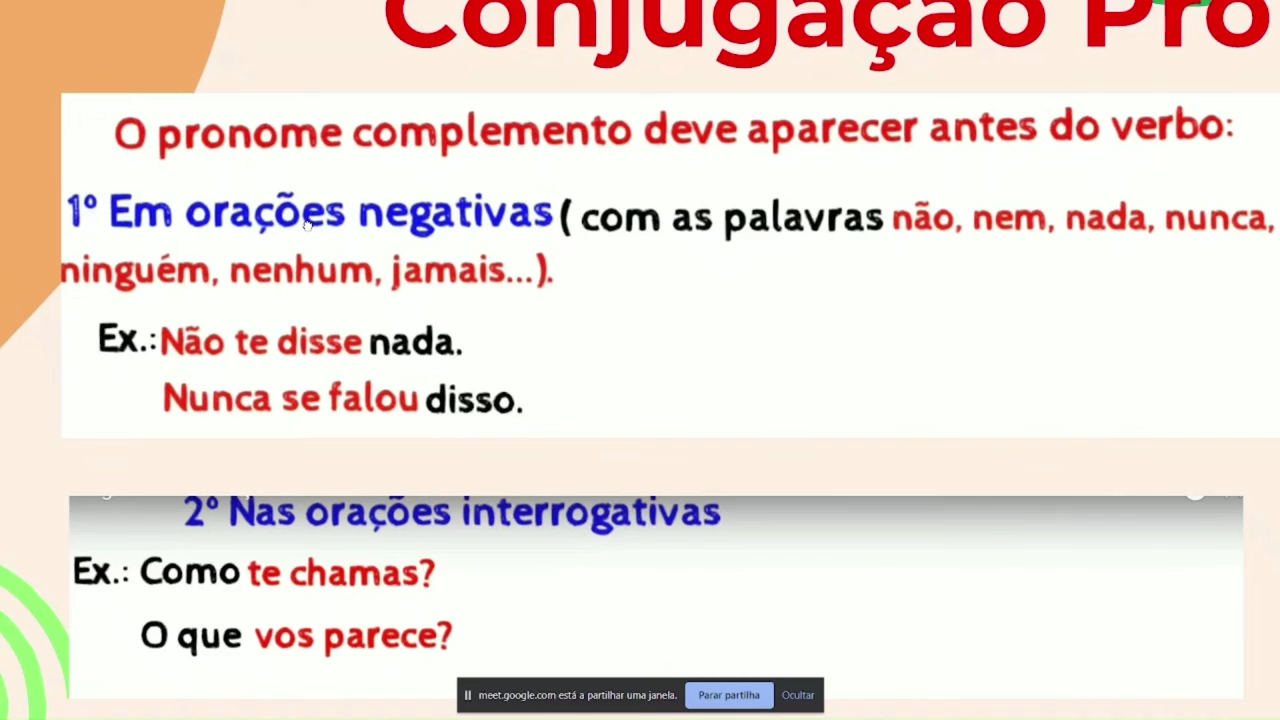 Conjugação Pro
O pronome complemento deve aparecer antes do verbo:
1º Em orações negativas ( com as palavras não, nem, nada, nunca,
ninguém, nenhum, jamais...).
Ex.: Não te disse nada.
Nunca se falou disso.
2º Nas orações interrogativas
Ex.: Como te chamas?
O que vos parece?
meet.google.com está a partilhar uma janela. Parar partilha Ocultar